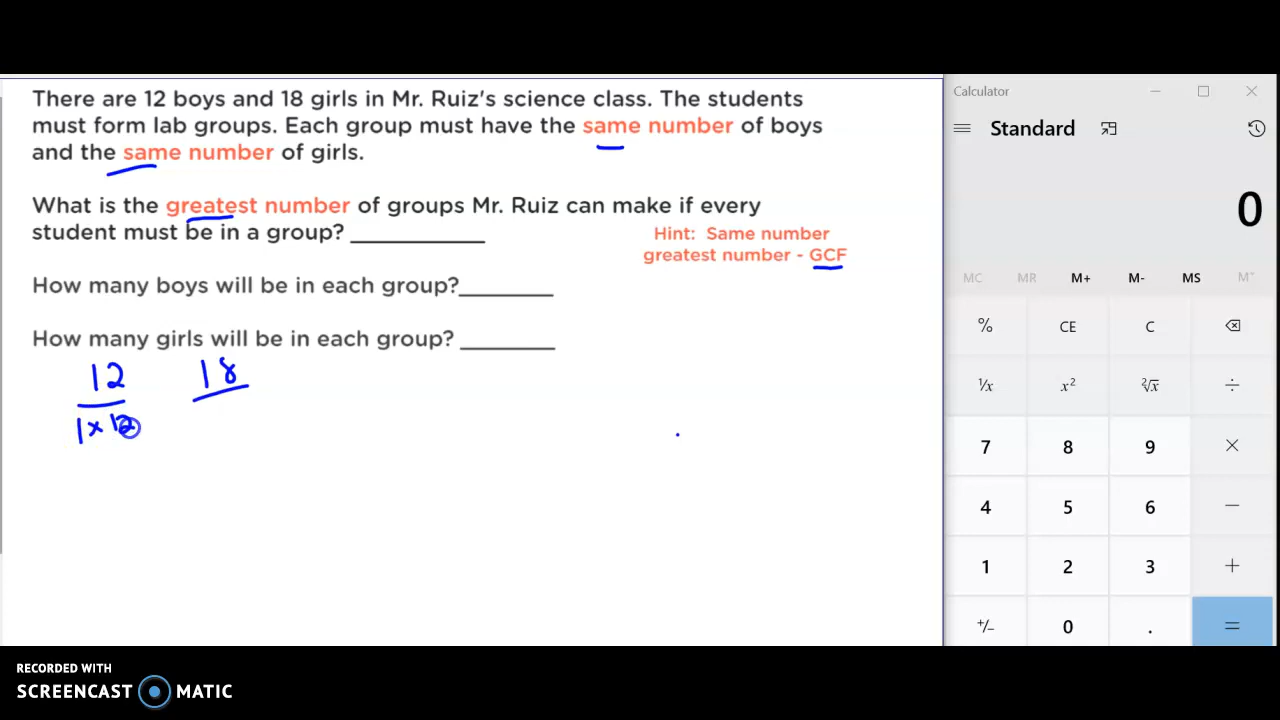 There are 12 boys and 18 girls in Mr. Ruiz's science class. The students
must form lab groups. Each group must have the same number of boys
and the same number of girls.
What is the greatest number of groups Mr. Ruiz can make if every
student must be in a group? __________
Hint: Same number
greatest number - GCF
How many boys will be in each group?_______
How many girls will be in each group? _______
12 18
1 x 12
Calculator
Standard
0
MC MR M+ M- MS M˅
% CE C
¹/x x² ²√x ÷
7 8 9 ×
4 5 6 −
1 2 3 +
+/− 0 . =
RECORDED WITH
SCREENCAST MATIC